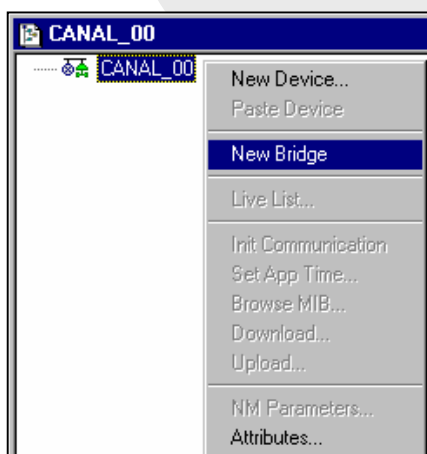 CANAL_00
CANAL_00
New Device...
Paste Device
New Bridge
Live List...
Init Communication
Set App Time...
Browse MIB...
Download...
Upload...
NM Parameters...
Attributes...